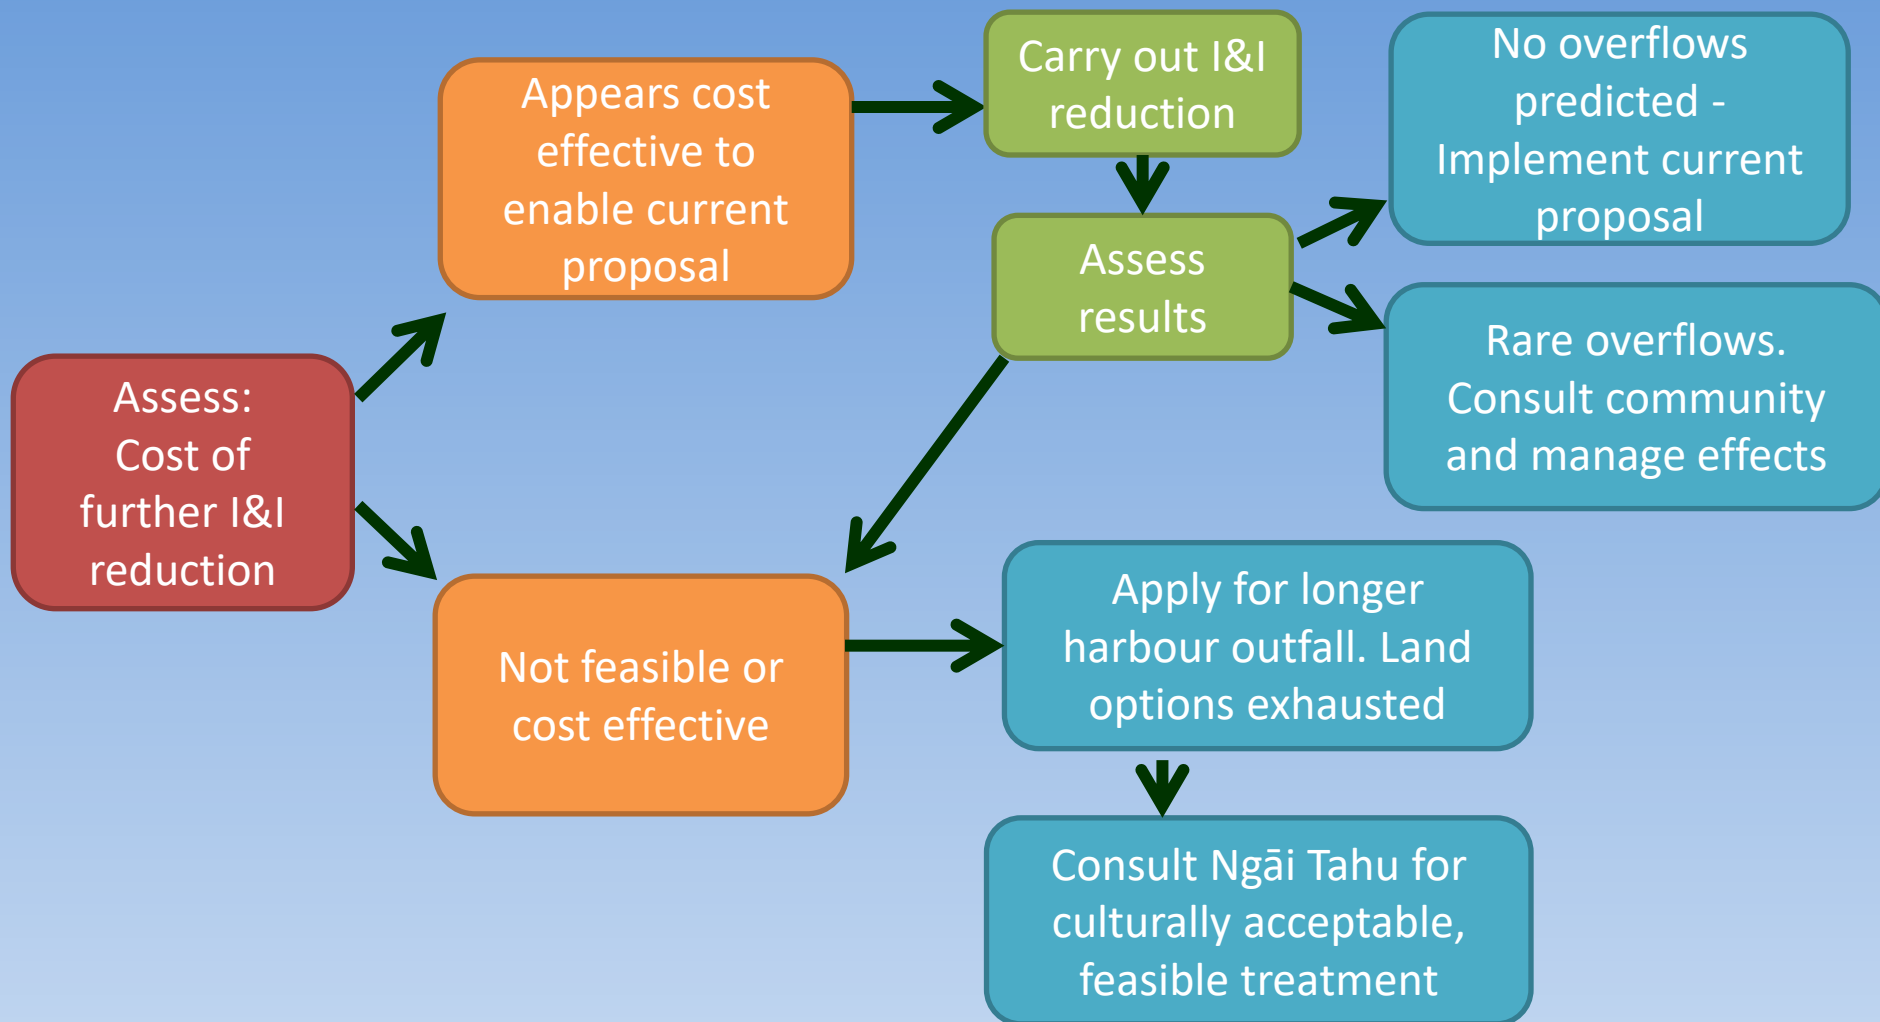 Assess:
Cost of
further I&I
reduction
Appears cost
effective to
enable current
proposal
Carry out I&I
reduction
Assess
results
No overflows
predicted -
Implement current
proposal
Rare overflows.
Consult community
and manage effects
Not feasible or
cost effective
Apply for longer
harbour outfall. Land
options exhausted
Consult Ngāi Tahu for
culturally acceptable,
feasible treatment